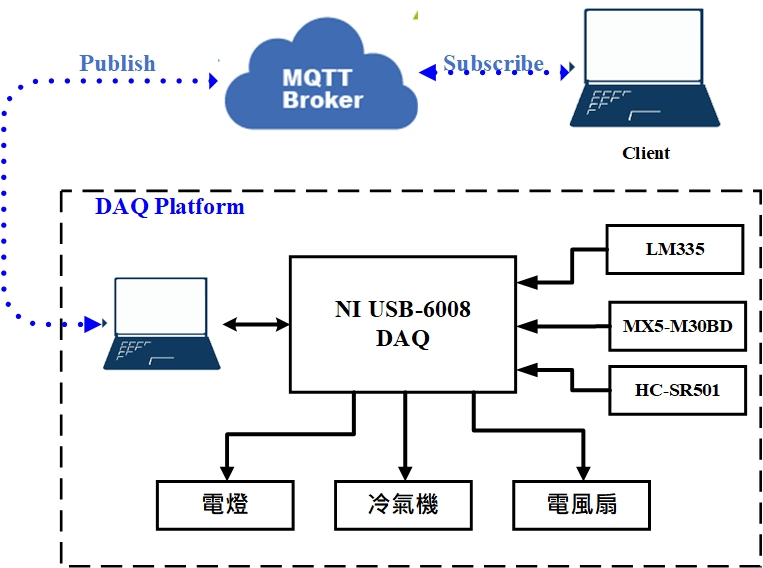 Publish
MQTT
Broker
Subscribe
Client
DAQ Platform
LM335
NI USB-6008
DAQ
MX5-M30BD
HC-SR501
電燈
冷氣機
電風扇